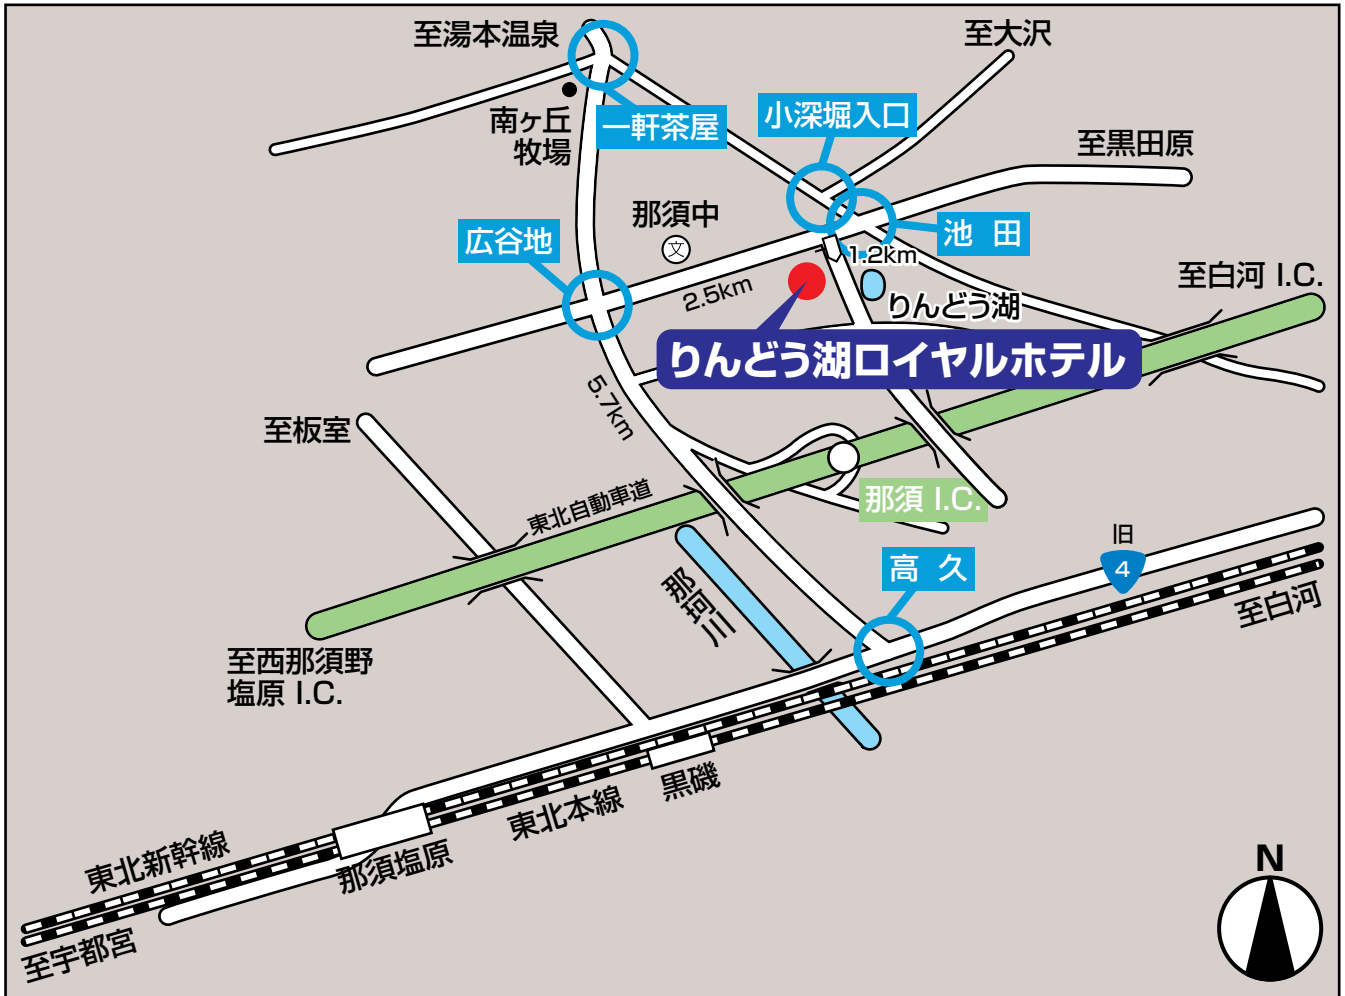 至湯本温泉
至大沢
小深堀入口
一軒茶屋
南ヶ丘
牧場
至黒田原
那須中
文
広谷地
池 田
1.2km
2.5km
りんどう湖
至白河 I.C.
りんどう湖ロイヤルホテル
5.7km
至板室
東北自動車道
那須 I.C.
旧
4
高 久
那珂川
至白河
至西那須野
塩原 I.C.
黒磯
東北本線
東北新幹線
那須塩原
至宇都宮
N